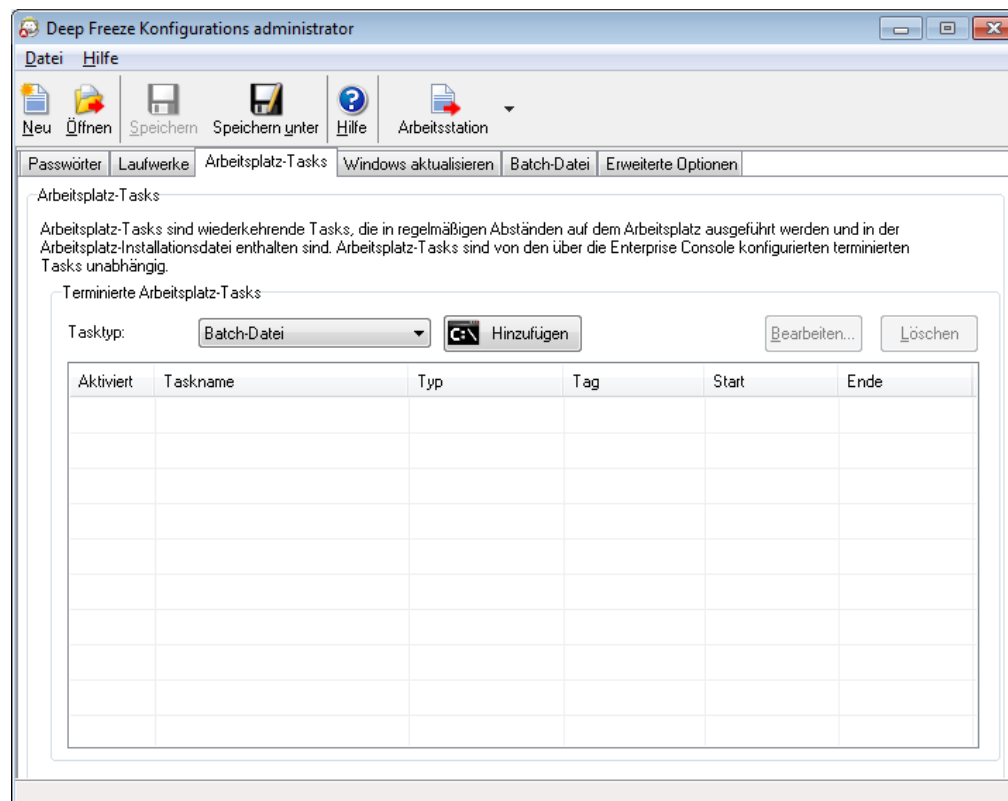 Deep Freeze Konfigurations administrator
Datei Hilfe
Neu Öffnen Speichern Speichern unter Hilfe Arbeitsstation
Passwörter Laufwerke Arbeitsplatz-Tasks Windows aktualisieren Batch-Datei Erweiterte Optionen
Arbeitsplatz-Tasks
Arbeitsplatz-Tasks sind wiederkehrende Tasks, die in regelmäßigen Abständen auf dem Arbeitsplatz ausgeführt werden und in der
Arbeitsplatz-Installationsdatei enthalten sind. Arbeitsplatz-Tasks sind von den über die Enterprise Console konfigurierten terminierten
Tasks unabhängig.
Terminierte Arbeitsplatz-Tasks
Tasktyp: Batch-Datei C:\ Hinzufügen Bearbeiten... Löschen
Aktiviert Taskname Typ Tag Start Ende